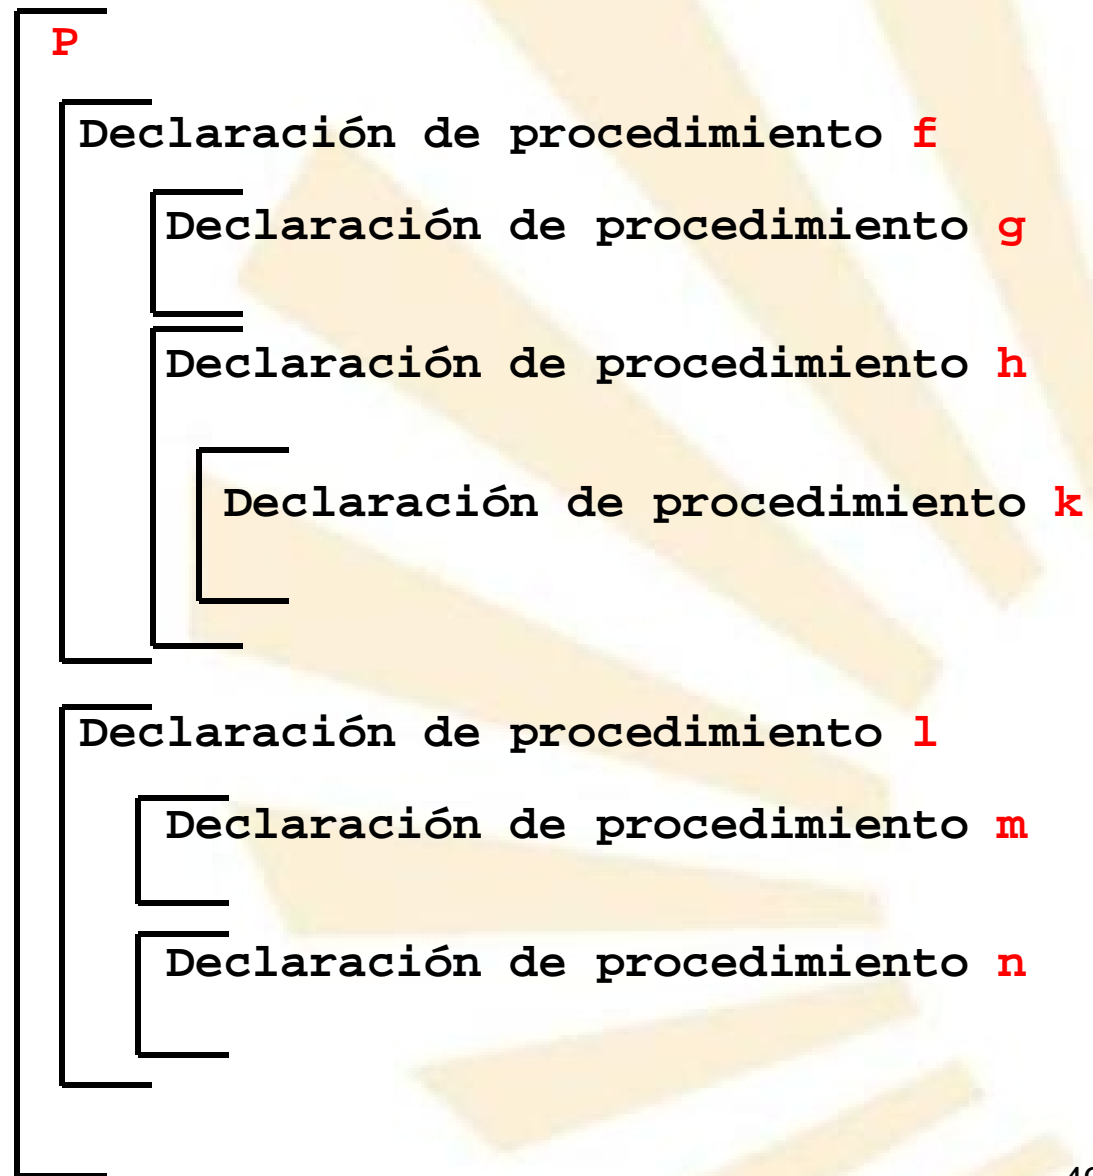 P
Declaración de procedimiento f
Declaración de procedimiento g
Declaración de procedimiento h
Declaración de procedimiento k
Declaración de procedimiento l
Declaración de procedimiento m
Declaración de procedimiento n